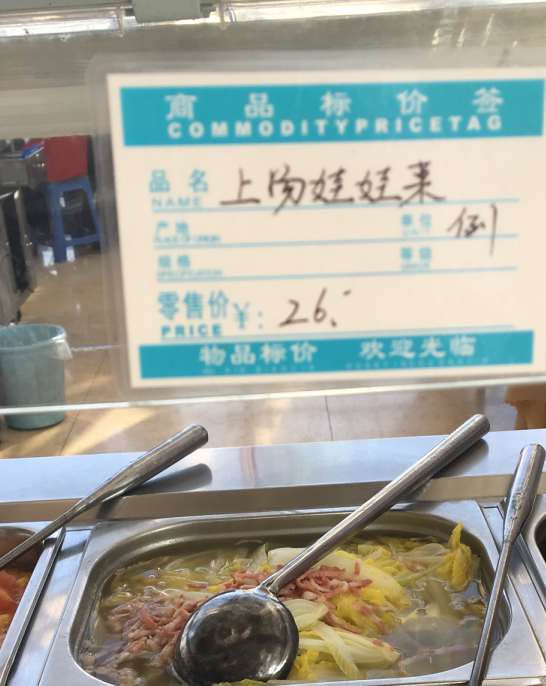 商品标价签
COMMODITYPRICETAG
品名 上汤娃娃菜
NAME
产地 单位 例
规格 等级
SPECIFICATION
零售价 ¥: 26.-
PRICE
物品标价 欢迎光临